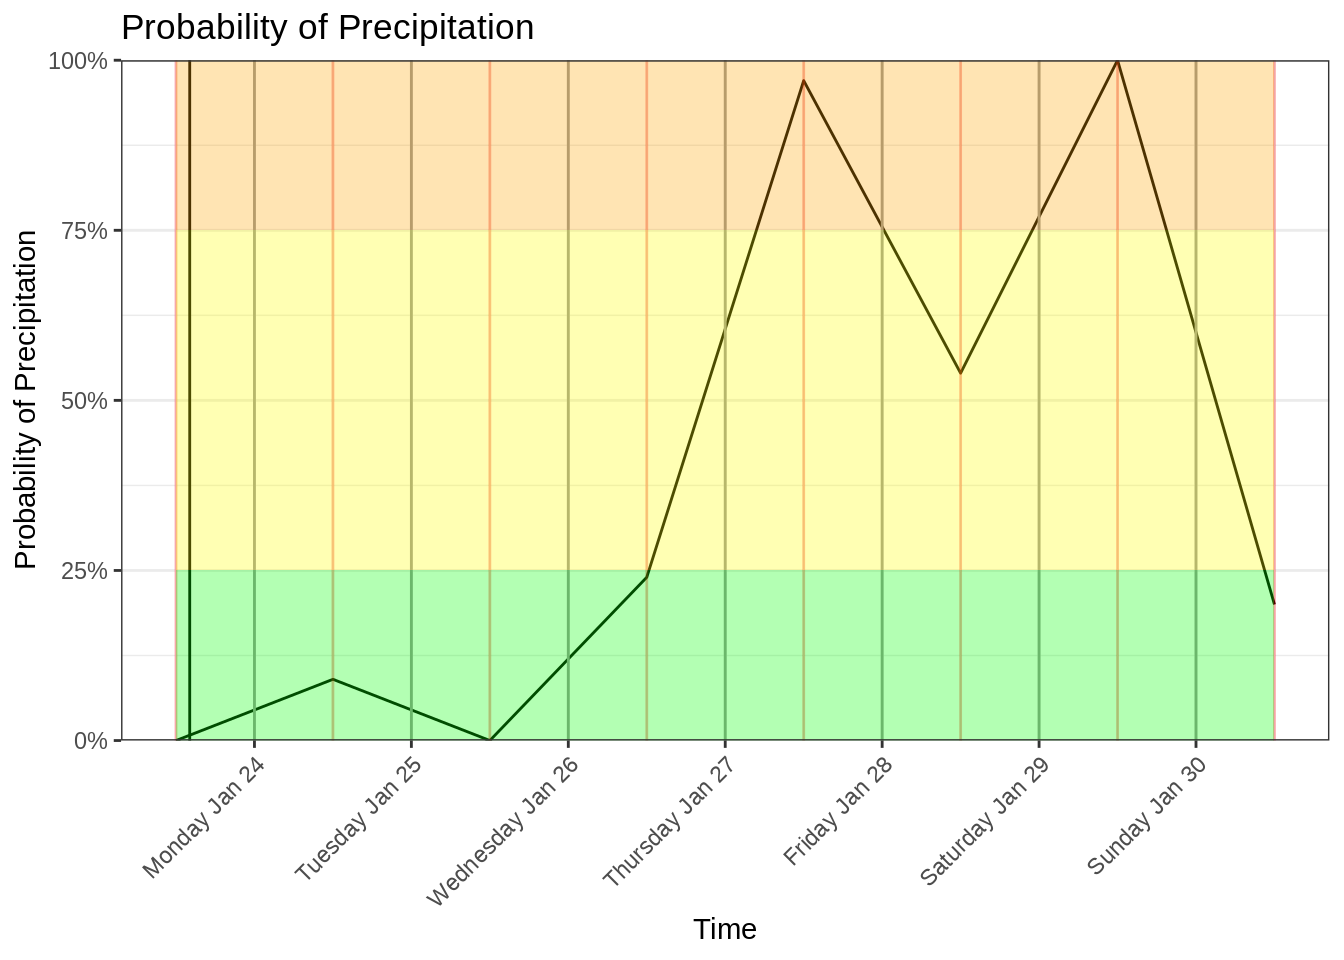 Probability of Precipitation
Probability of Precipitation
100%
75%
50%
25%
0%
Monday Jan 24
Tuesday Jan 25
Wednesday Jan 26
Thursday Jan 27
Friday Jan 28
Saturday Jan 29
Sunday Jan 30
Time